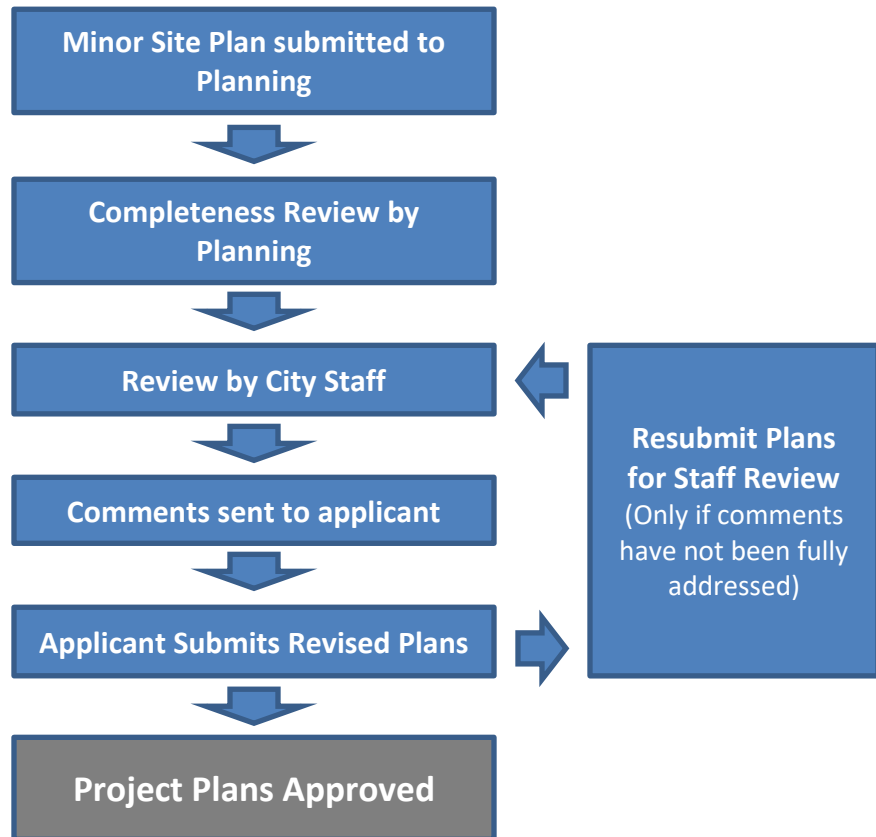 Minor Site Plan submitted to
Planning
Completeness Review by
Planning
Review by City Staff
Comments sent to applicant
Applicant Submits Revised Plans
Project Plans Approved
Resubmit Plans
for Staff Review
(Only if comments
have not been fully
addressed)